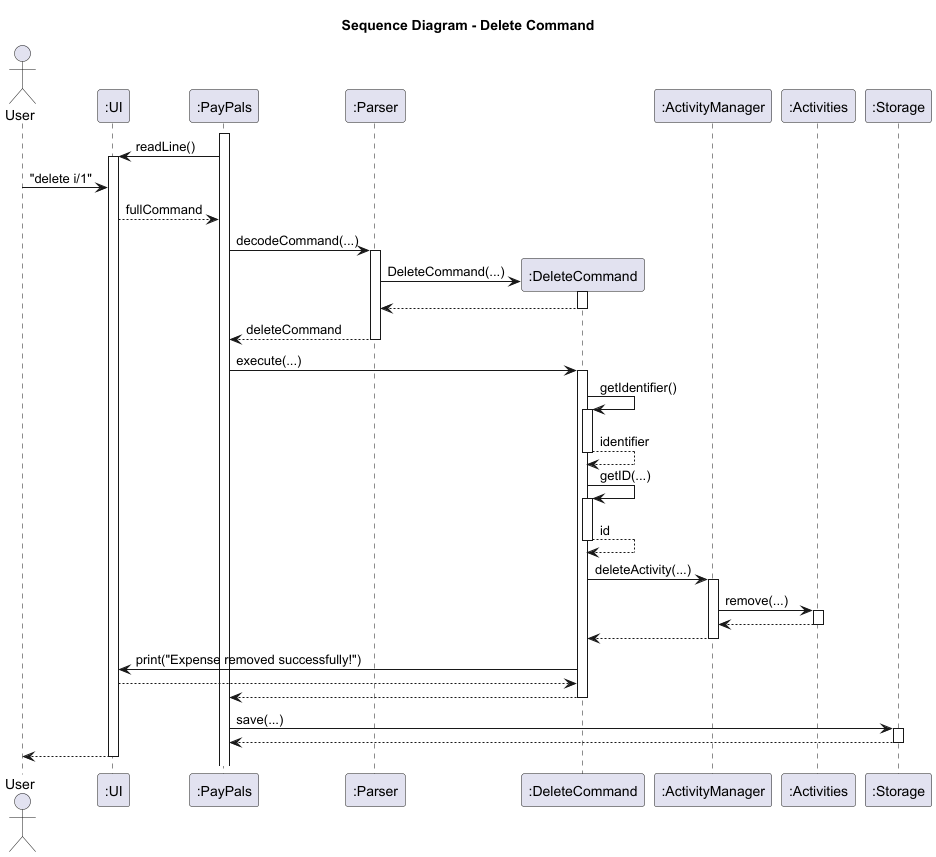 Sequence Diagram - Delete Command
User
:UI
:PayPals
:Parser
:ActivityManager
:Activities
:Storage
readLine()
"delete i/1"
fullCommand
decodeCommand(...)
DeleteCommand(...)
:DeleteCommand
deleteCommand
execute(...)
getIdentifier()
identifier
getID(...)
id
deleteActivity(...)
remove(...)
print("Expense removed successfully!")
save(...)
User
:UI
:PayPals
:Parser
:DeleteCommand
:ActivityManager
:Activities
:Storage